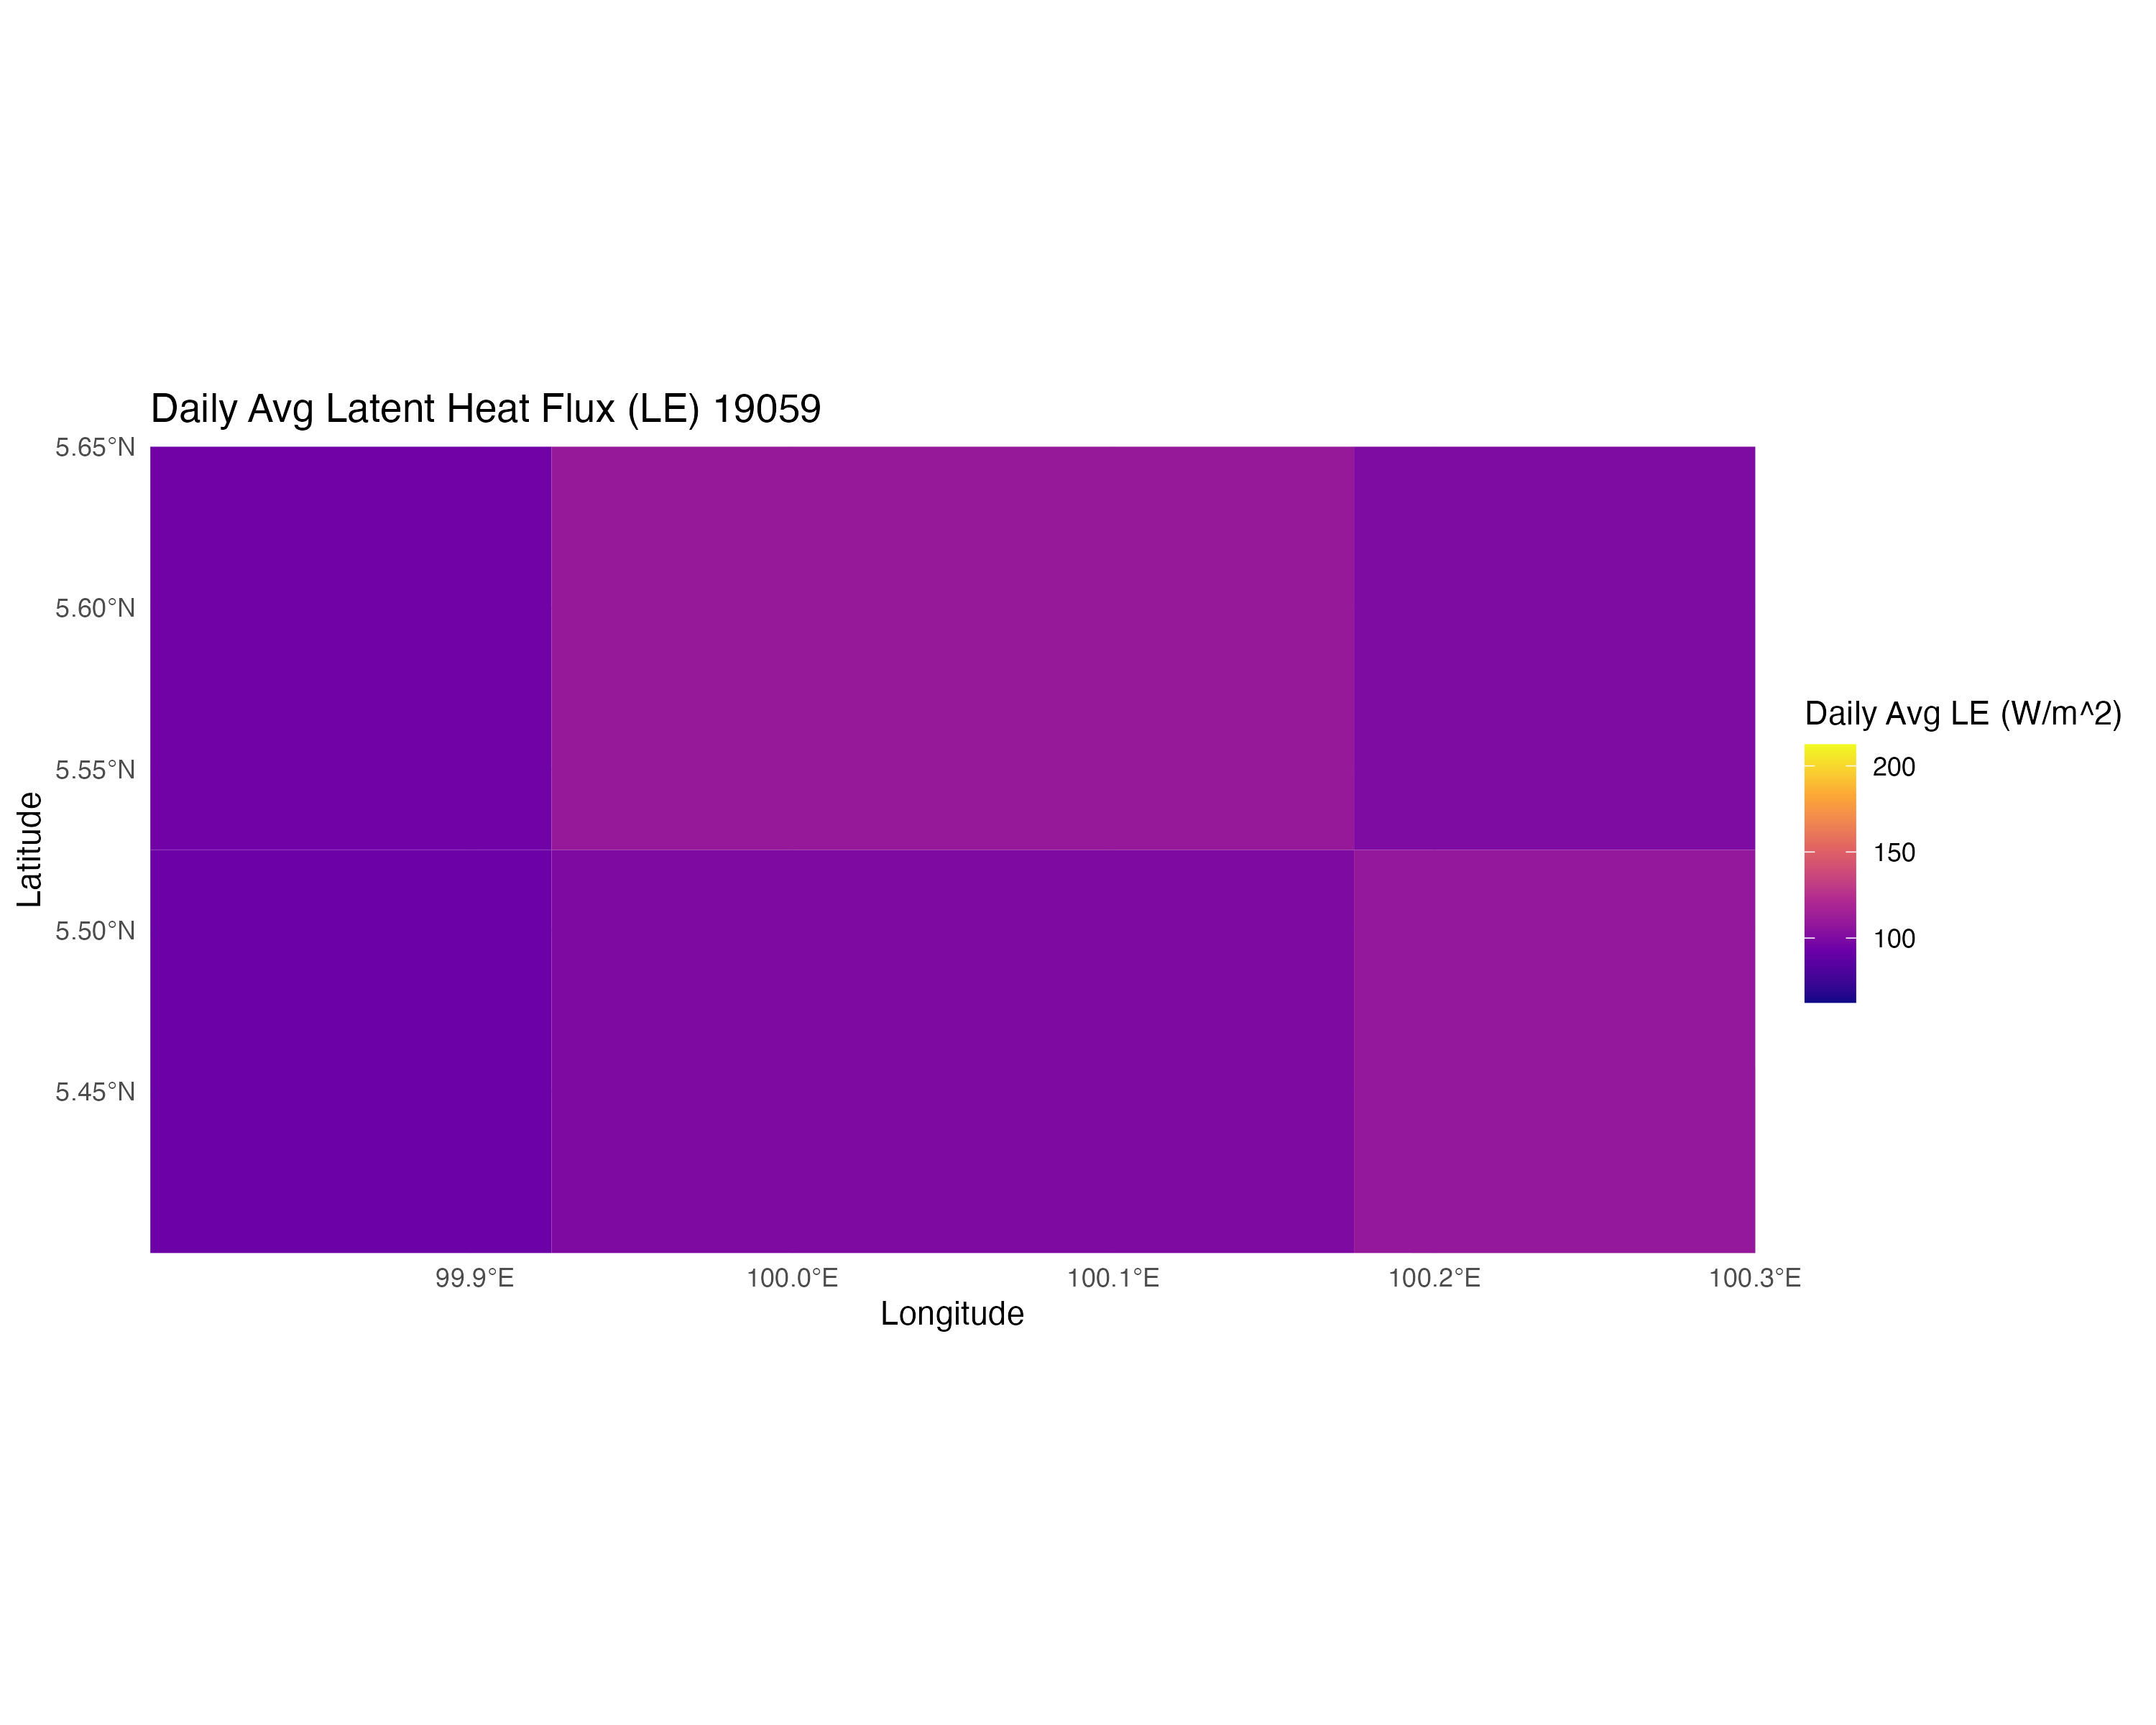 Daily Avg Latent Heat Flux (LE) 19059
5.65°N
5.60°N
5.55°N
5.50°N
5.45°N
Latitude
99.9°E 100.0°E 100.1°E 100.2°E 100.3°E
Longitude
Daily Avg LE (W/m^2)
200
150
100